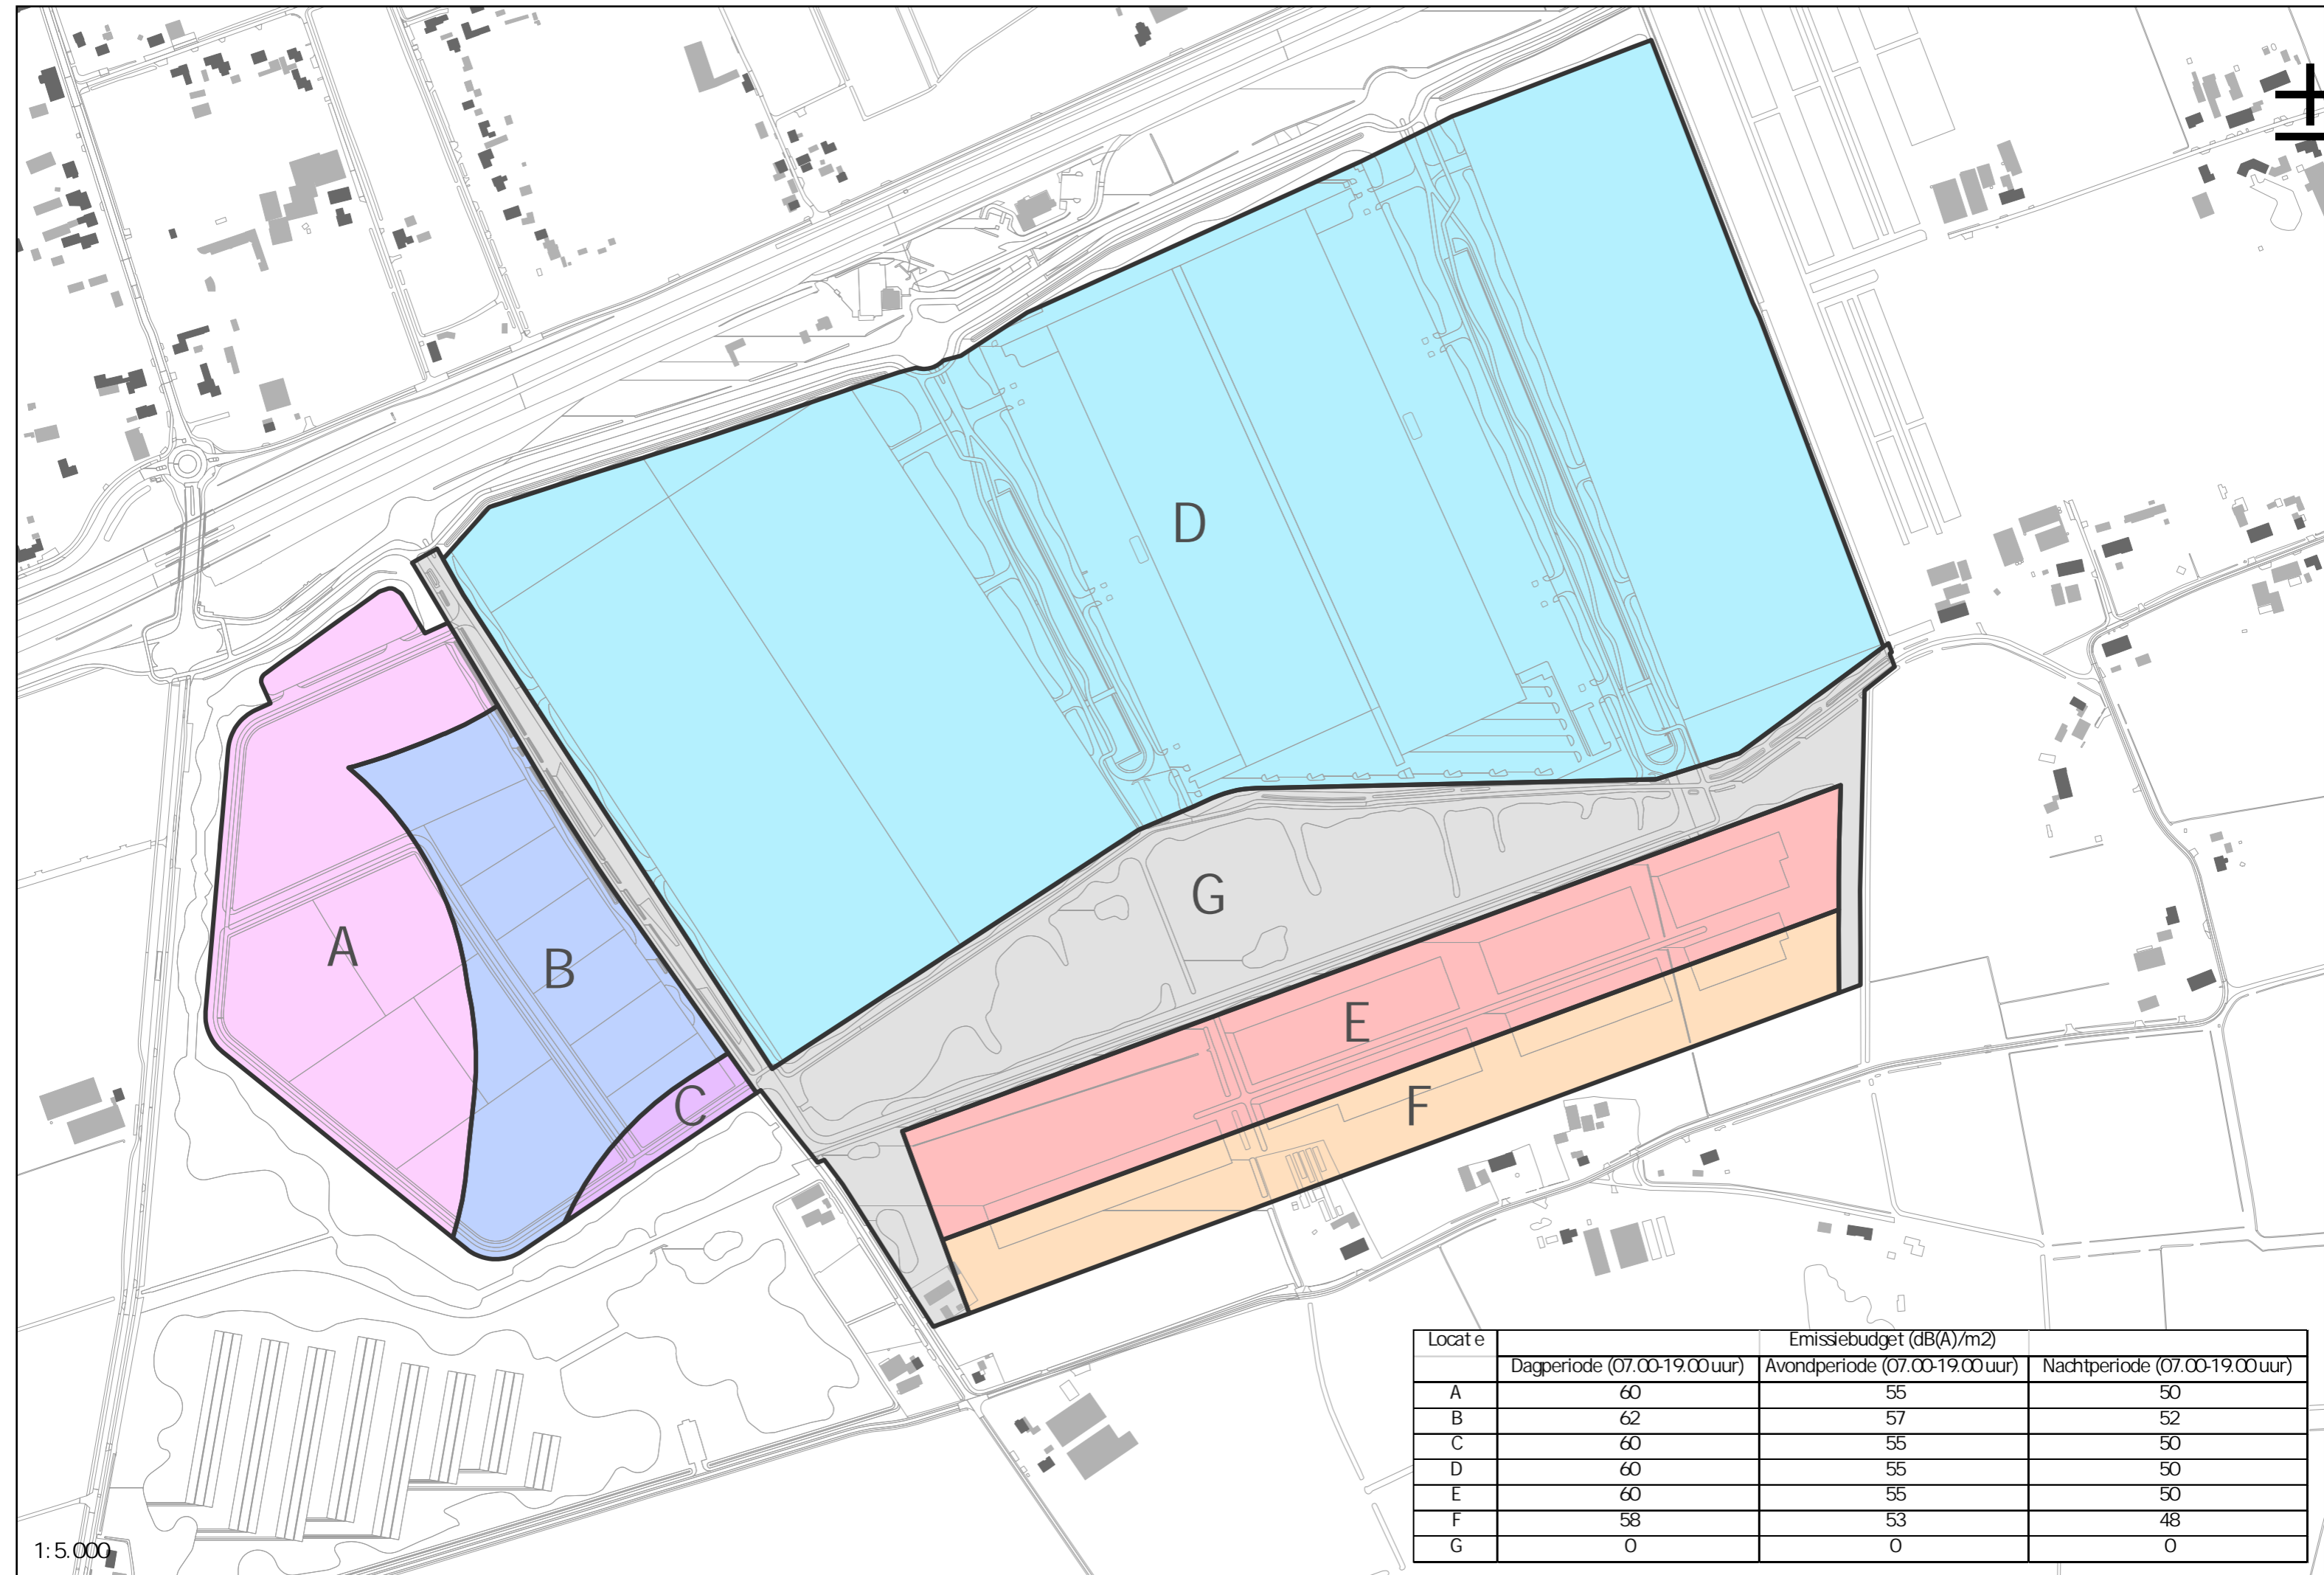 D
A
B
G
E
C
F
1:5.000
Locatie Emissiebudget (dB(A)/m2)
Dagperiode (07.00-19.00 uur) Avondperiode (07.00-19.00 uur) Nachtperiode (07.00-19.00 uur)
A 60 55 50
B 62 57 52
C 60 55 50
D 60 55 50
E 60 55 50
F 58 53 48
G 0 0 0